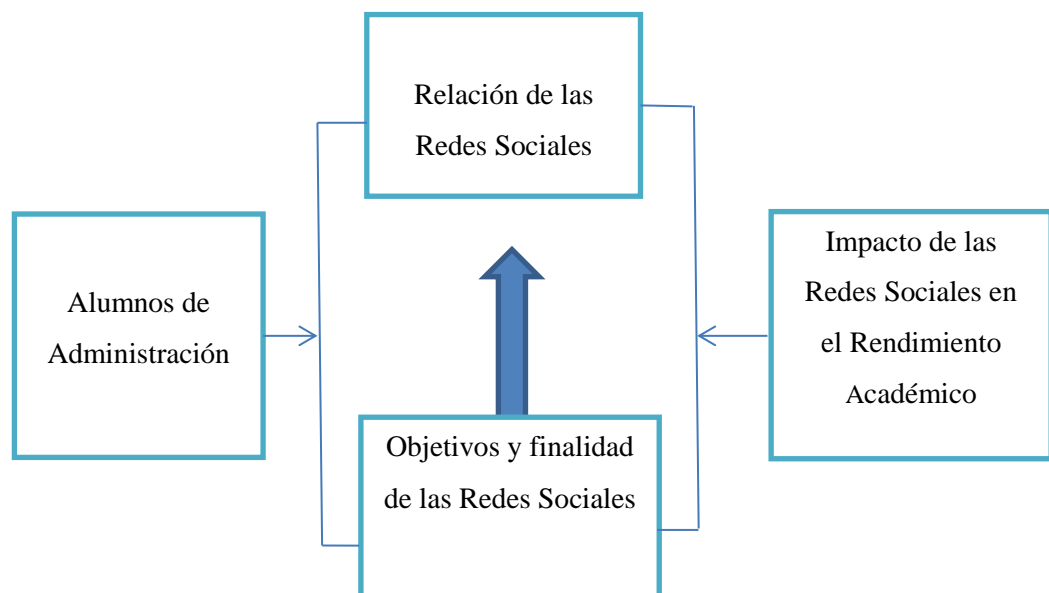 Relación de las
Redes Sociales
Alumnos de
Administración
Impacto de las
Redes Sociales en
el Rendimiento
Académico
Objetivos y finalidad
de las Redes Sociales